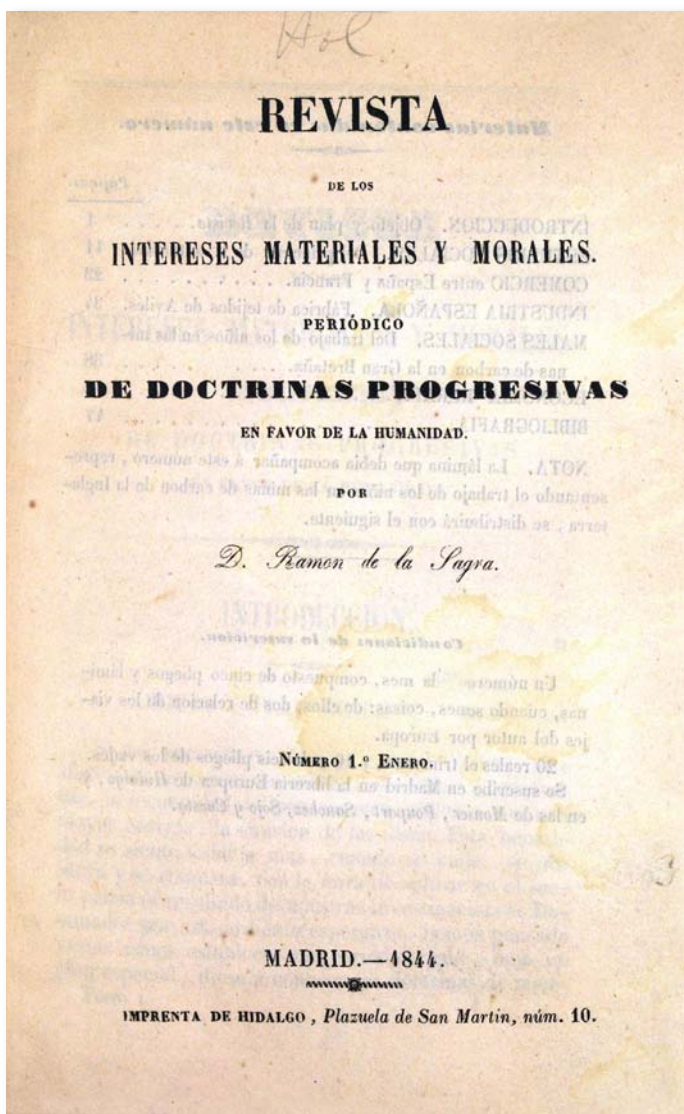 Hol
REVISTA
DE LOS
INTERESES MATERIALES Y MORALES.
PERIÓDICO
DE DOCTRINAS PROGRESIVAS
EN FAVOR DE LA HUMANIDAD.
POR
D. Ramon de la Sagra.
NÚMERO 1.º ENERO.
MADRID.—1844.
IMPRENTA DE HIDALGO, Plazuela de San Martin, núm. 10.